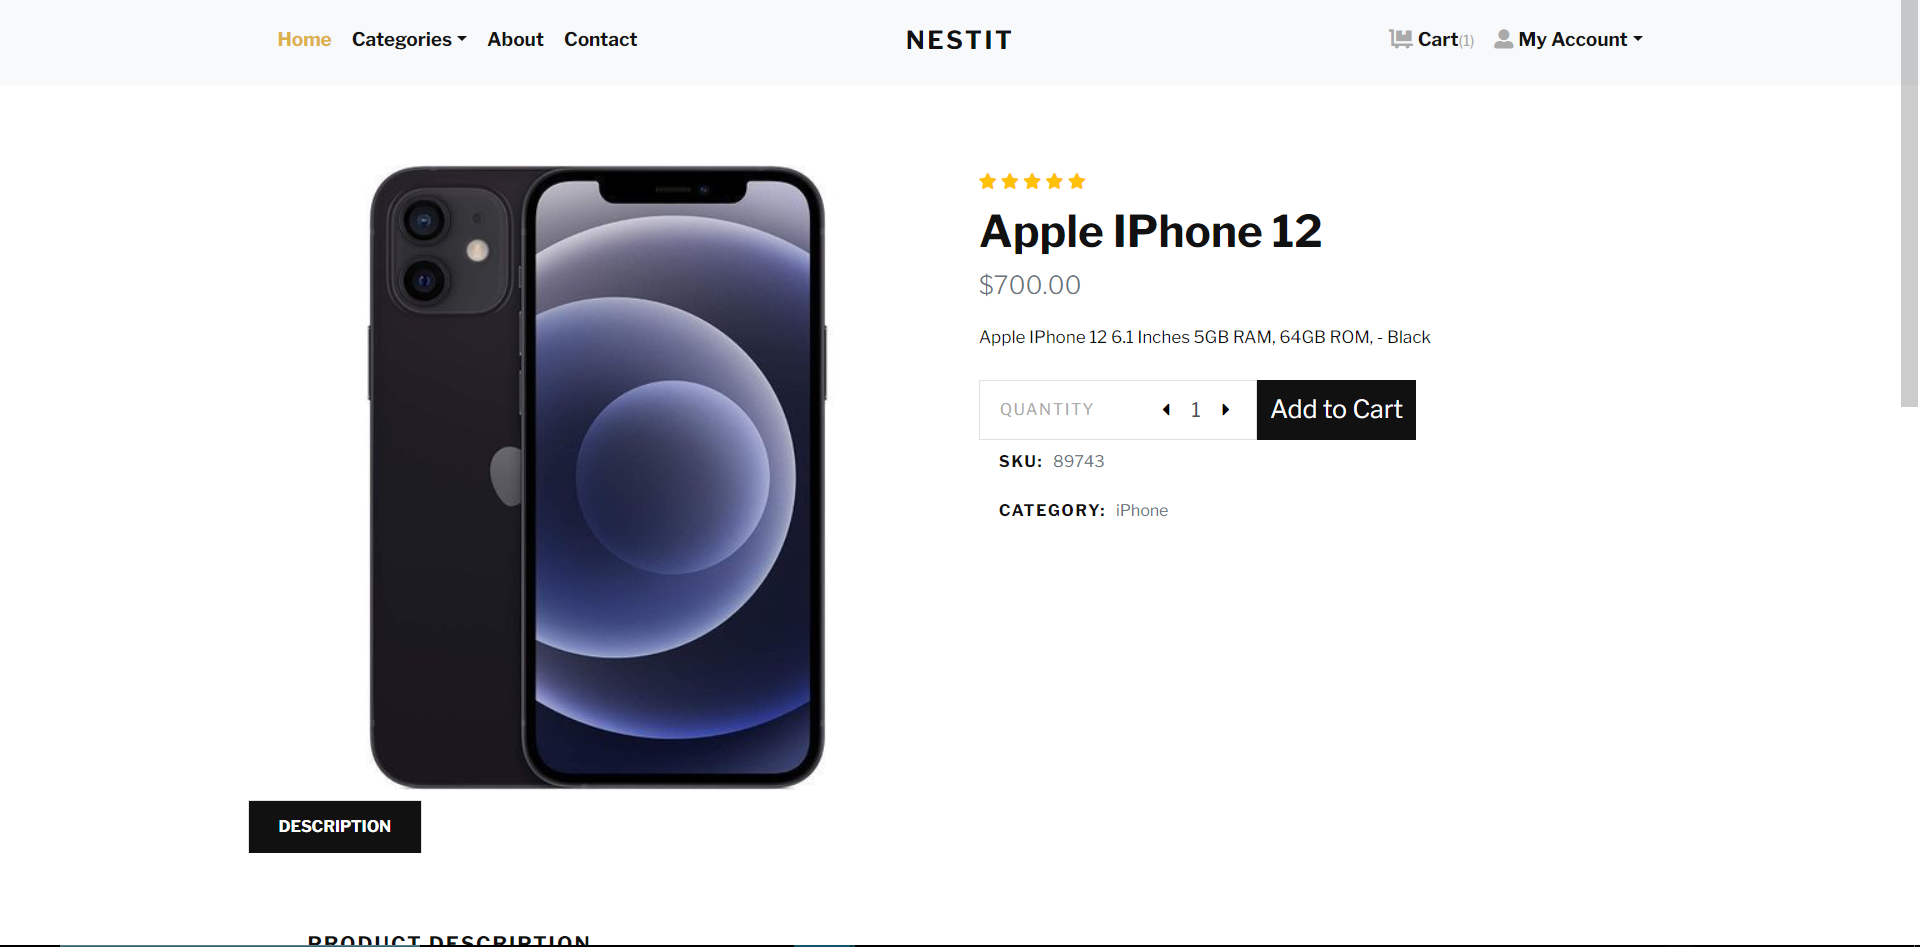 Home Categories About Contact NESTIT Cart(1) My Account
Apple IPhone 12
$700.00
Apple IPhone 12 6.1 Inches 5GB RAM, 64GB ROM, - Black
QUANTITY 1 Add to Cart
SKU: 89743
CATEGORY: iPhone
DESCRIPTION
PRODUCT DESCRIPTION